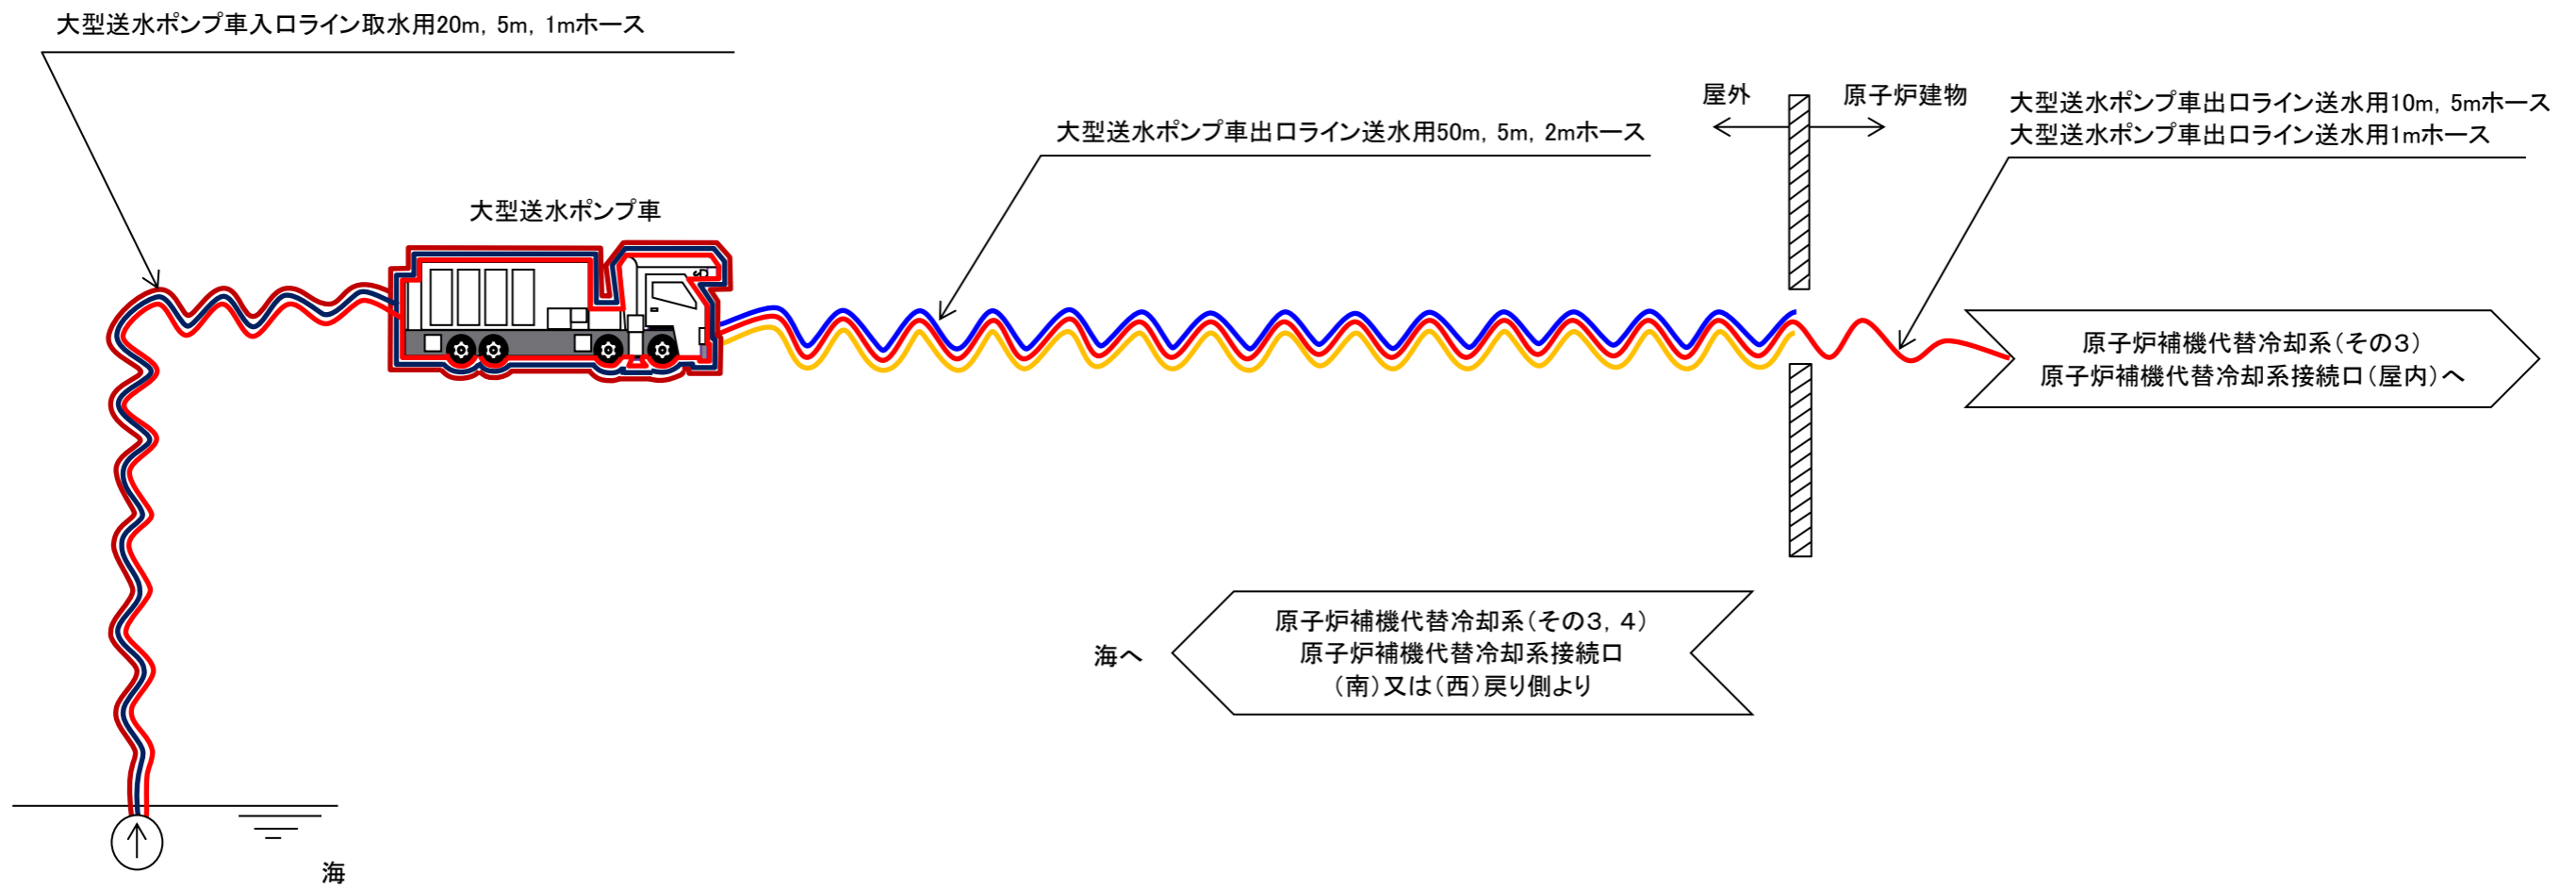 大型送水ポンプ車入口ライン取水用20m, 5m, 1mホース
屋外
原子炉建物
大型送水ポンプ車出口ライン送水用10m, 5mホース
大型送水ポンプ車出口ライン送水用1mホース
大型送水ポンプ車出口ライン送水用50m, 5m, 2mホース
大型送水ポンプ車
原子炉補機代替冷却系(その3)
原子炉補機代替冷却系接続口(屋内)へ
海へ
原子炉補機代替冷却系(その3, 4)
原子炉補機代替冷却系接続口
(南)又は(西)戻り側より
海